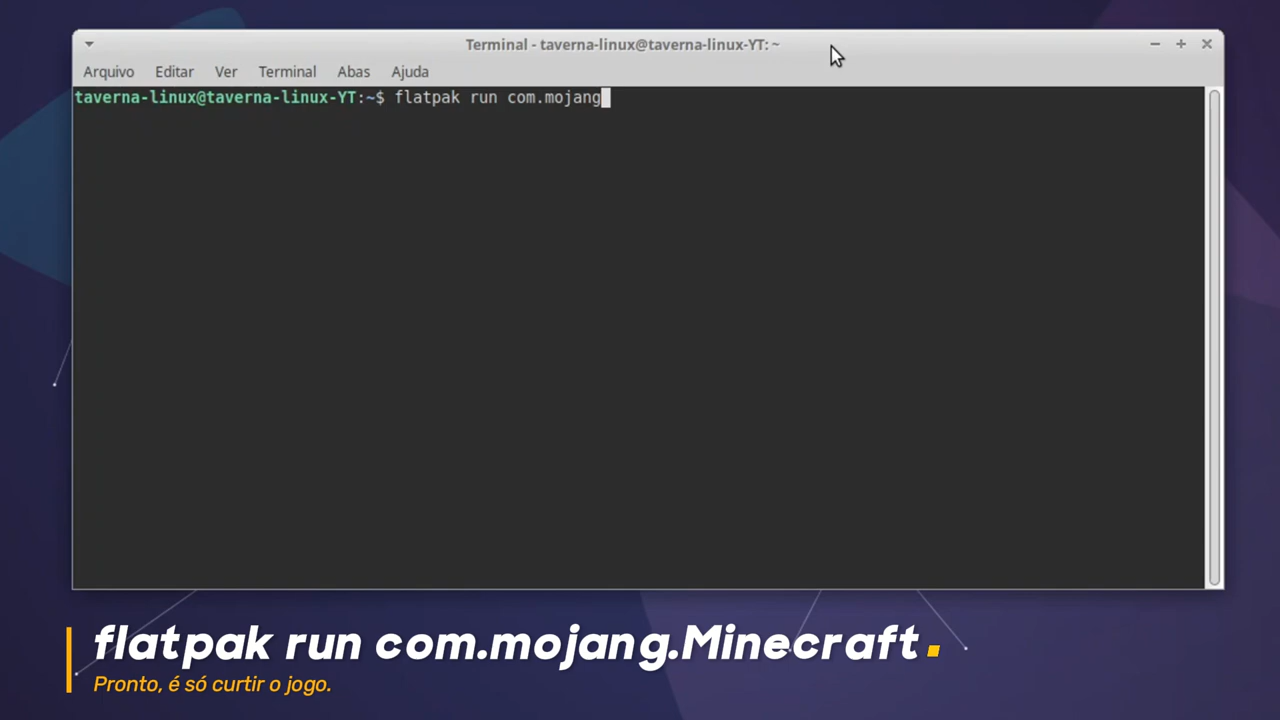 Terminal - taverna-linux@taverna-linux-YT: ~
Arquivo Editar Ver Terminal Abas Ajuda
taverna-linux@taverna-linux-YT:~$ flatpak run com.mojang
flatpak run com.mojang.Minecraft.
Pronto, é só curtir o jogo.